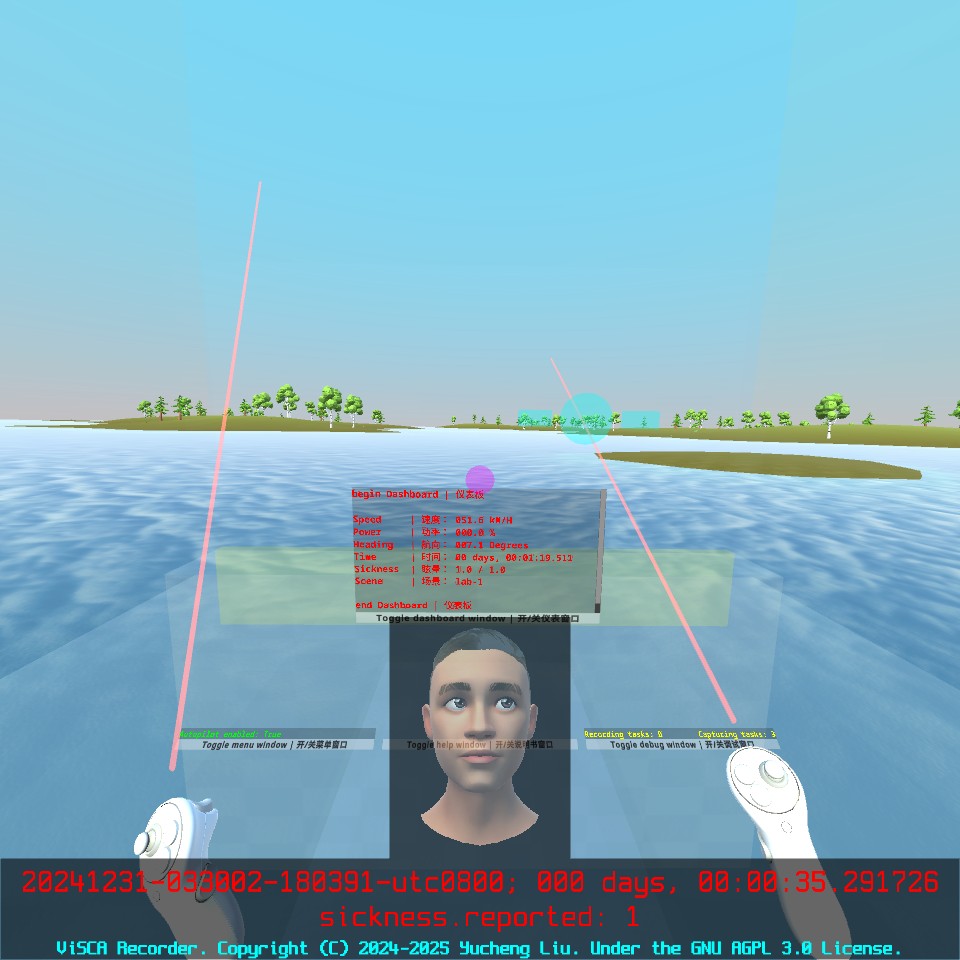 begin Dashboard | 仪表板
Speed | 速度： 051.6 kM/H
Power | 功率： 000.0 %
Heading | 航向： 007.1 Degrees
Time | 时间： 00 days, 00:01:19.511
Sickness | 眩晕： 1.0 / 1.0
Scene | 场景： lab-1
end Dashboard | 仪表板
Toggle dashboard window | 开/关仪表窗口
Autopilot enabled: True
Toggle menu window | 开/关菜单窗口
Toggle help window | 开/关说明书窗口
Recording tasks: 0 Capturing tasks: 3
Toggle debug window | 开/关调试窗口
20241231-033002-180391-utc0800; 000 days, 00:00:35.291726
sickness.reported: 1
ViSCA Recorder. Copyright (C) 2024-2025 Yucheng Liu. Under the GNU AGPL 3.0 License.